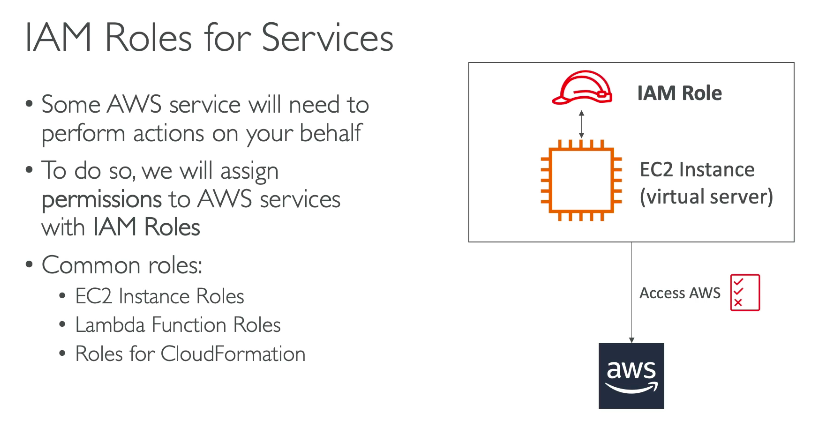 IAM Roles for Services
• Some AWS service will need to
perform actions on your behalf
• To do so, we will assign
permissions to AWS services
with IAM Roles
• Common roles:
• EC2 Instance Roles
• Lambda Function Roles
• Roles for CloudFormation
IAM Role
EC2 Instance
(virtual server)
Access AWS
aws